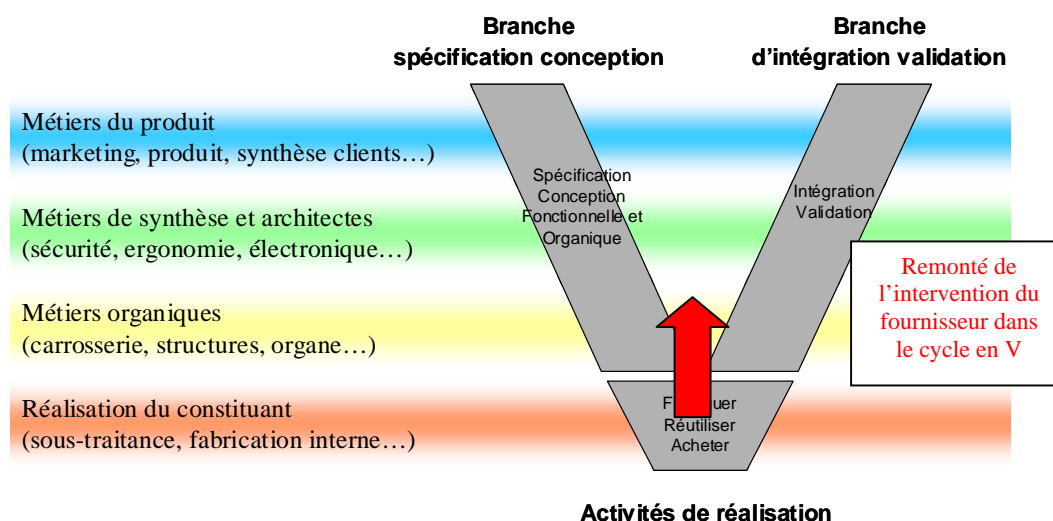 Branche
spécification conception
Branche
d'intégration validation
Métiers du produit
(marketing, produit, synthèse clients…)
Métiers de synthèse et architectes
(sécurité, ergonomie, électronique…)
Métiers organiques
(carrosserie, structures, organe…)
Réalisation du constituant
(sous-traitance, fabrication interne…)
Spécification
Conception
Fonctionnelle et
Organique
Intégration
Validation
Remonté de
l'intervention du
fournisseur dans
le cycle en V
Réutiliser
Acheter
Activités de réalisation